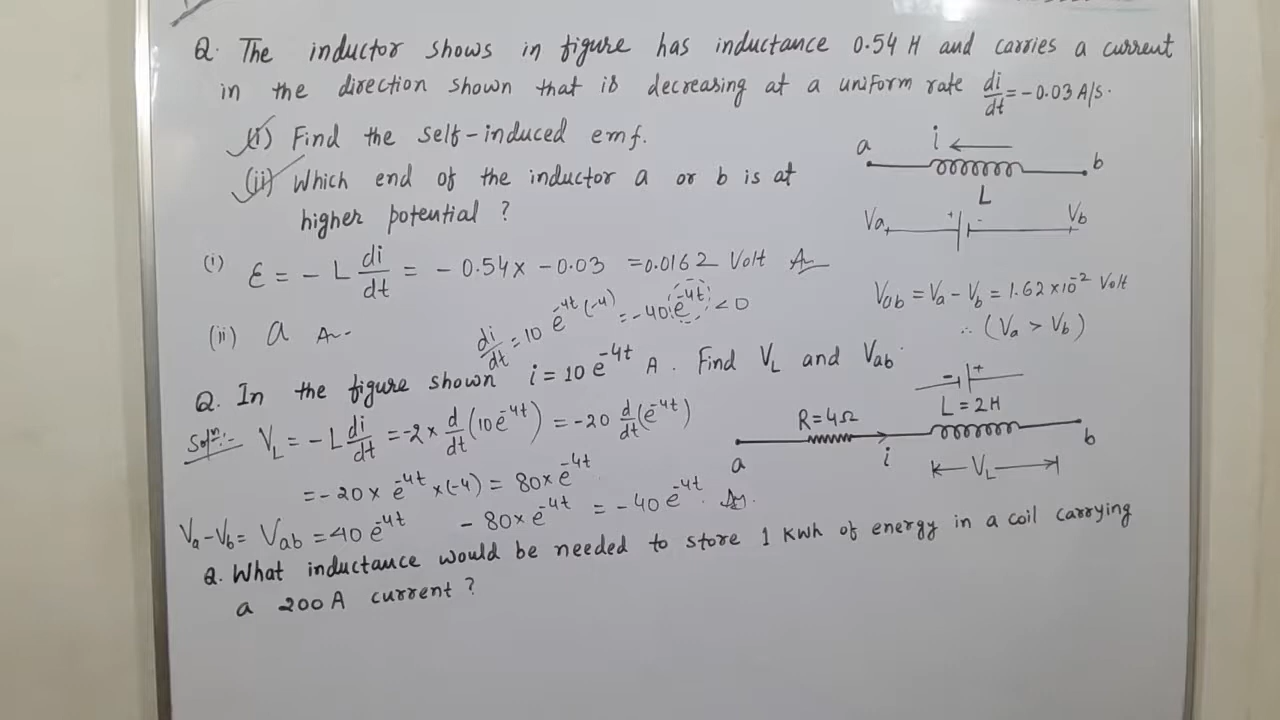 Q. The inductor shows in figure has inductance 0.54 H and carries a current
in the direction shown that is decreasing at a uniform rate di/dt = -0.03 A/s.
(i) Find the self-induced emf.
(ii) Which end of the inductor a or b is at
higher potential ?
a i ← b
L
Va + - Vb
(i) ε = - L di/dt = - 0.54 x - 0.03 = 0.0162 Volt A
Vab = Va - Vb = 1.62 x 10⁻² Volt
∴ (Va > Vb)
(ii) a A
di/dt = 10 e^-4t (-4) = -40 e^-4t < 0
Q. In the figure shown i = 10 e^-4t A. Find VL and Vab.
- +
R = 4Ω L = 2H
a i b
← VL →
Soln:- VL = - L di/dt = -2 x d/dt (10 e^-4t) = -20 d/dt (e^-4t)
= - 20 x e^-4t x (-4) = 80 x e^-4t
Va - Vb = Vab = 40 e^-4t - 80 x e^-4t = - 40 e^-4t.
Q. What inductance would be needed to store 1 kwh of energy in a coil carrying
a 200 A current ?